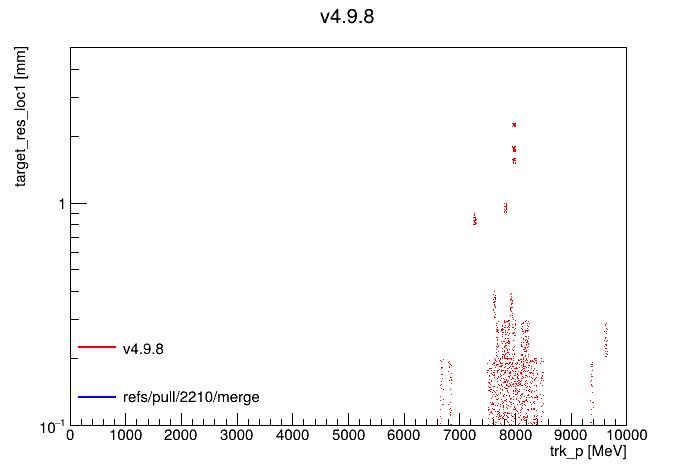 v4.9.8
target_res_loc1 [mm]
1
10⁻¹
v4.9.8
refs/pull/2210/merge
0 1000 2000 3000 4000 5000 6000 7000 8000 9000 10000
trk_p [MeV]